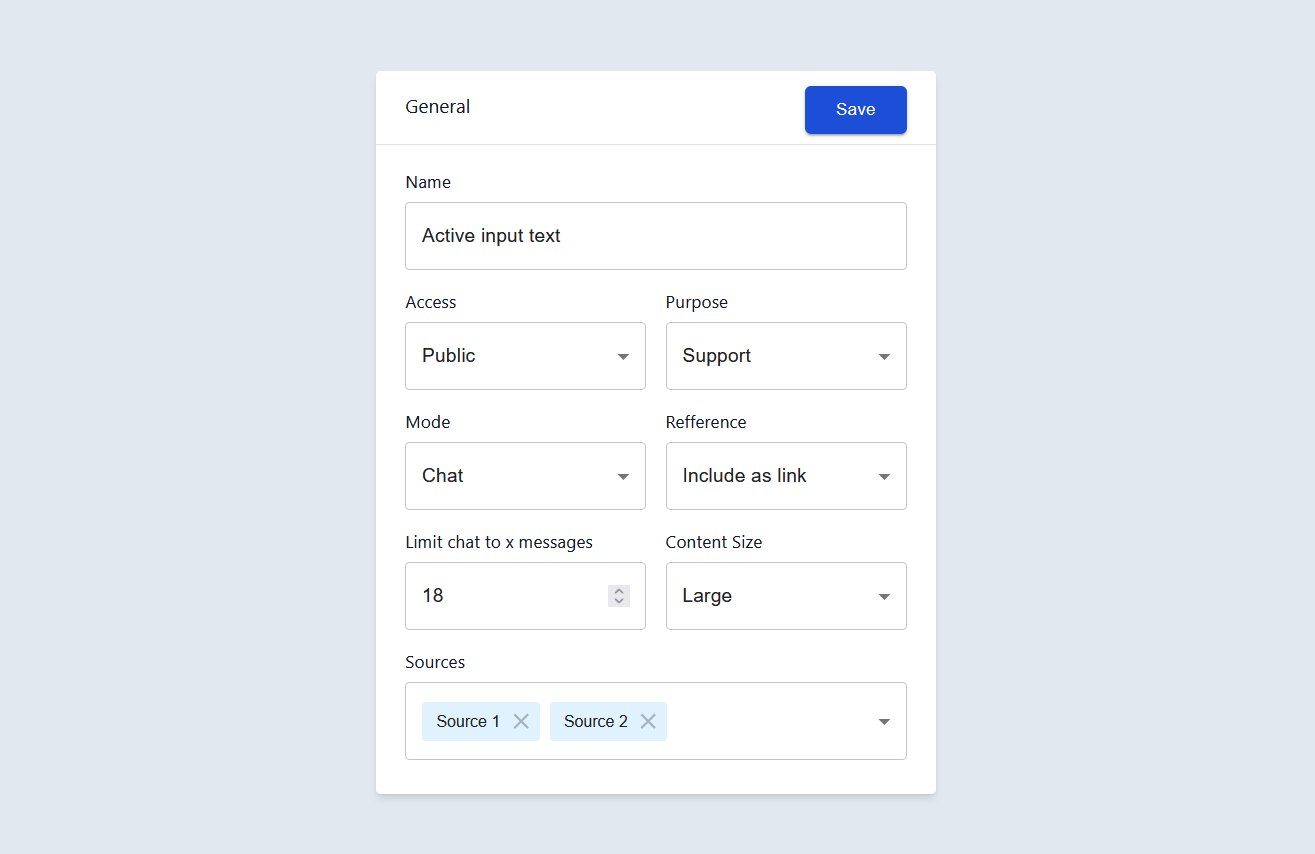 General
Save
Name
Active input text
Access
Purpose
Public
Support
Mode
Refference
Chat
Include as link
Limit chat to x messages
Content Size
18
Large
Sources
Source 1
Source 2